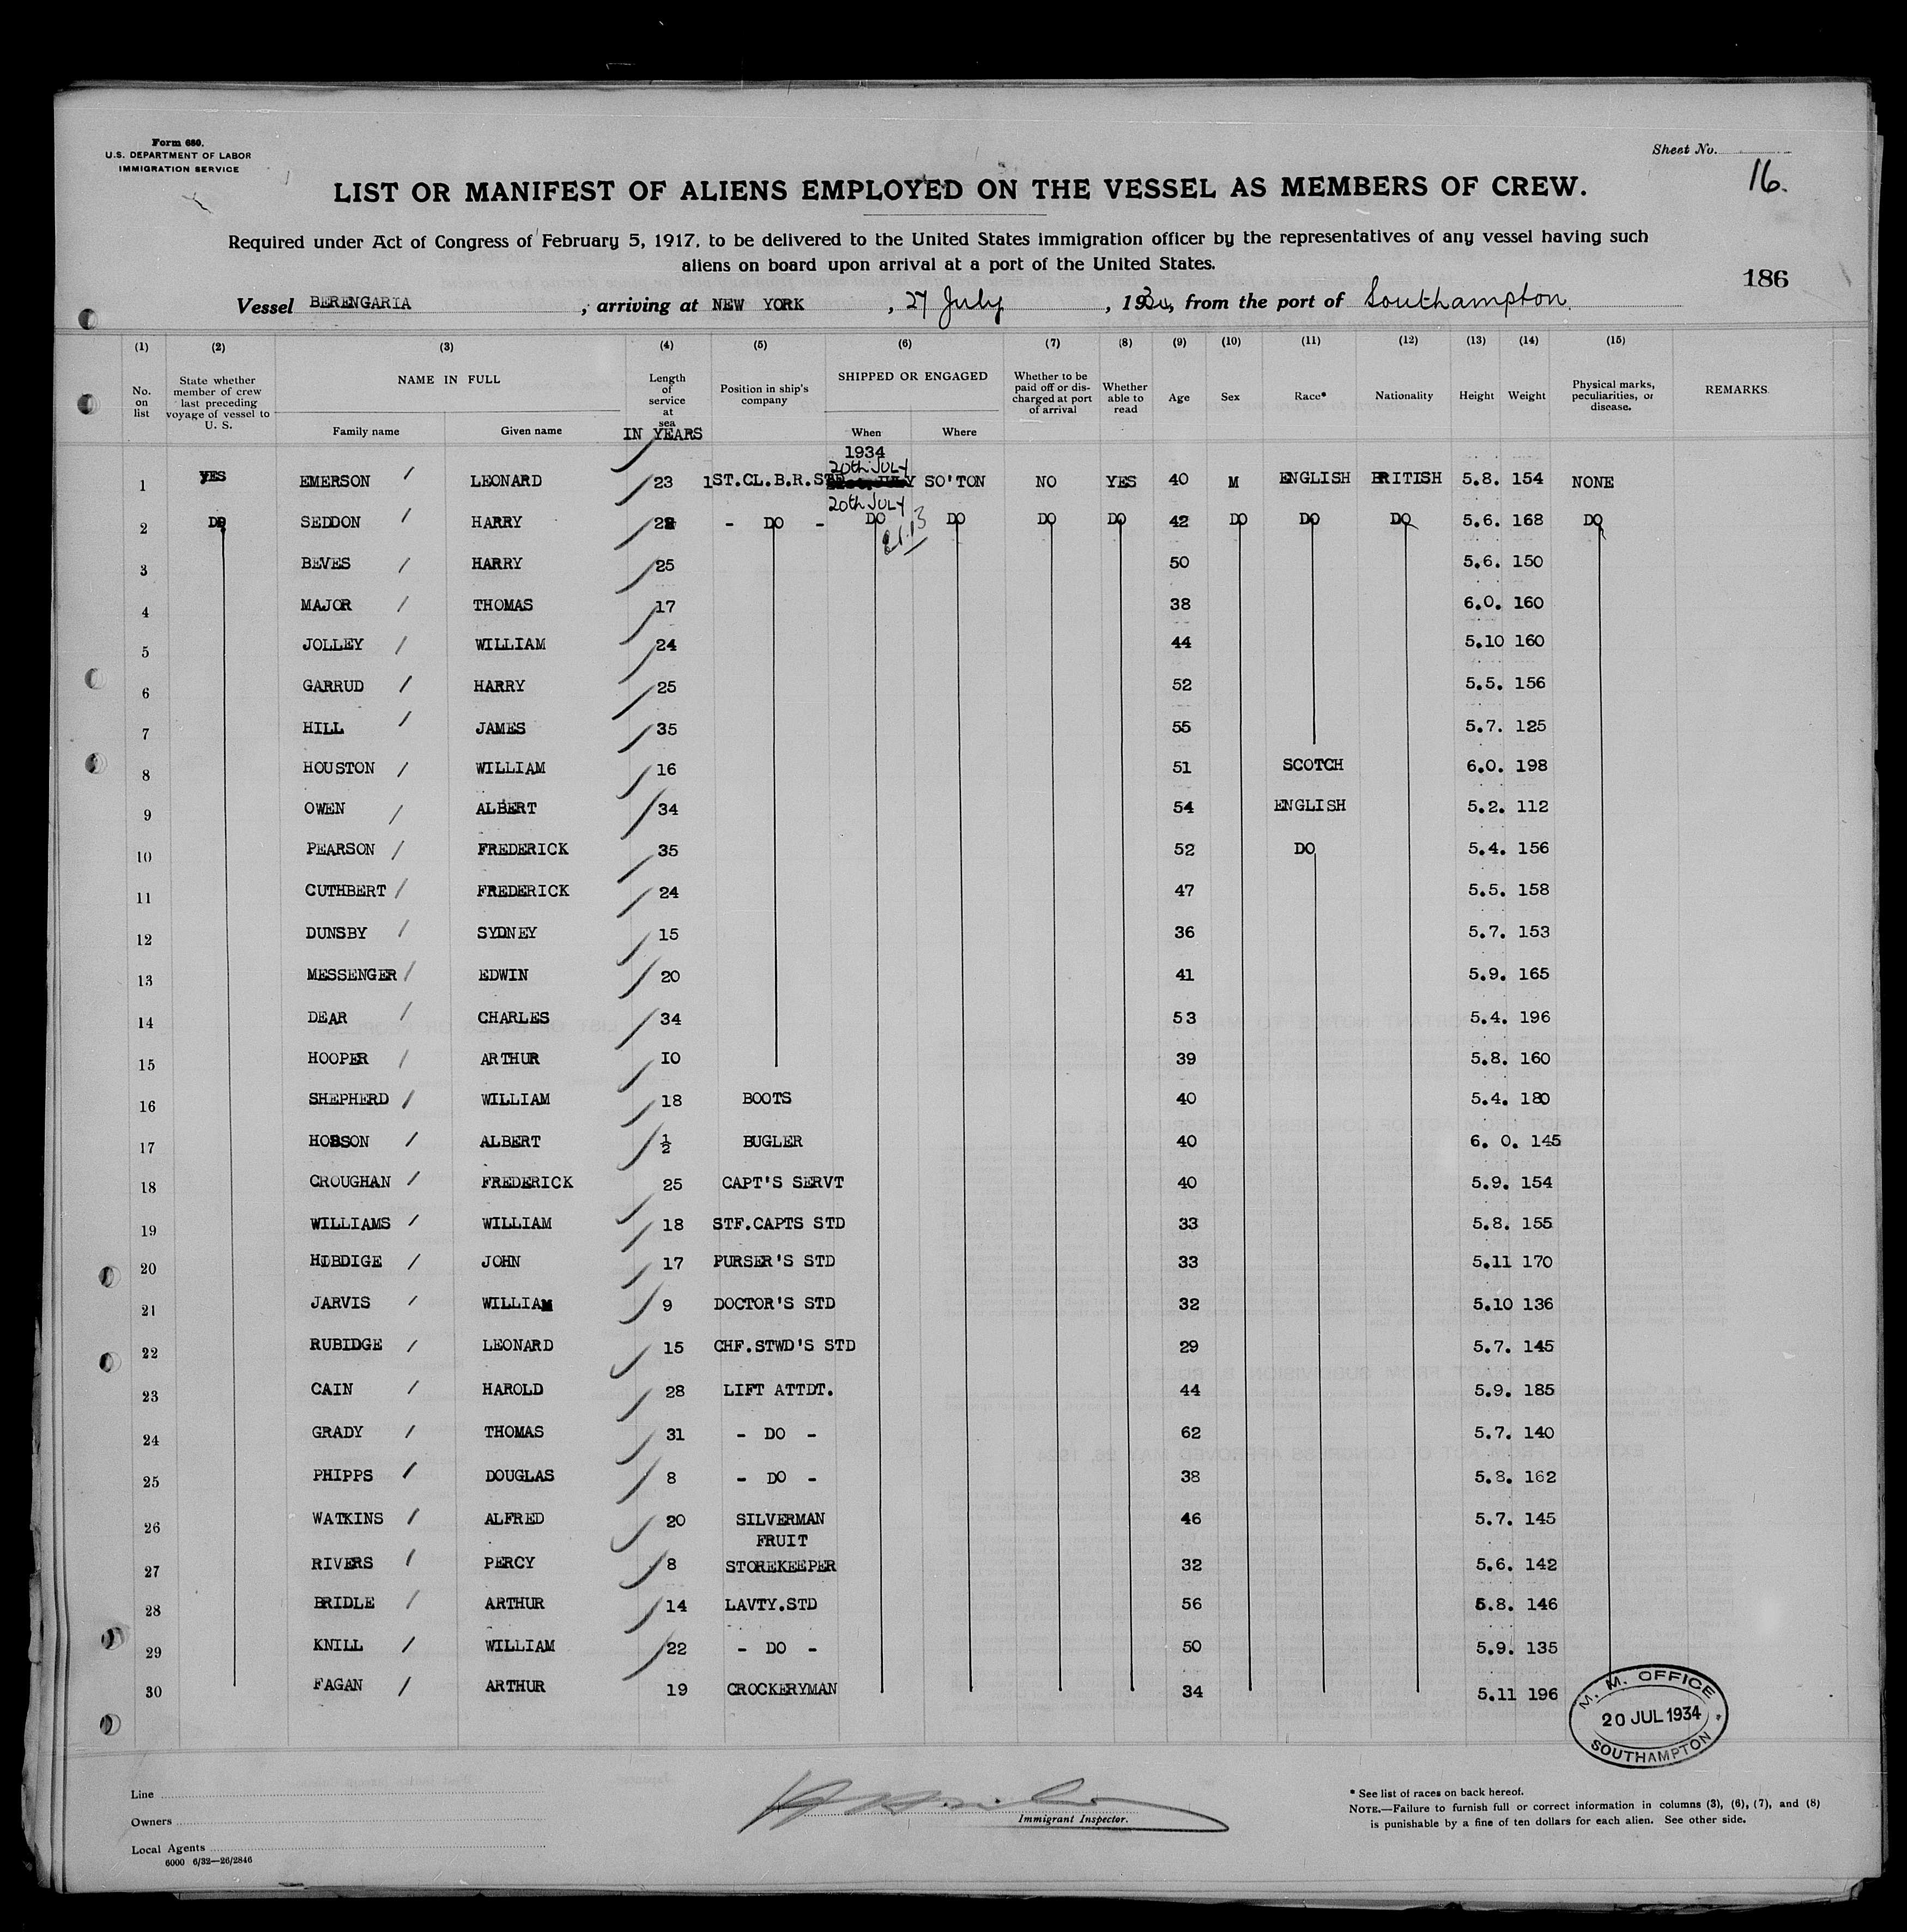 Form 680.
U.S. DEPARTMENT OF LABOR
IMMIGRATION SERVICE
Sheet No.
16.
LIST OR MANIFEST OF ALIENS EMPLOYED ON THE VESSEL AS MEMBERS OF CREW.
Required under Act of Congress of February 5, 1917, to be delivered to the United States immigration officer by the representatives of any vessel having such
aliens on board upon arrival at a port of the United States.
186
Vessel BERENGARIA, arriving at NEW YORK, 27 July, 1934, from the port of Southampton
(1) (2) (3) (4) (5) (6) (7) (8) (9) (10) (11) (12) (13) (14) (15)
No. on list
State whether member of crew last preceding voyage of vessel to U. S.
NAME IN FULL
Family name
Given name
Length of service at sea
IN YEARS
Position in ship's company
SHIPPED OR ENGAGED
When
Where
Whether to be paid off or discharged at port of arrival
Whether able to read
Age
Sex
Race*
Nationality
Height
Weight
Physical marks, peculiarities, or disease.
REMARKS
1934
20th JULY
1 YES EMERSON LEONARD 23 1ST.CL.B.R.STD SO'TON NO YES 40 M ENGLISH BRITISH 5.8. 154 NONE
20th JULY
2 DO SEDDON HARRY 28 - DO - DO DO DO DO 42 DO DO DO 5.6. 168 DO
3 BEVES HARRY 25 50 5.6. 150
4 MAJOR THOMAS 17 38 6.0. 160
5 JOLLEY WILLIAM 24 44 5.10 160
6 GARRUD HARRY 25 52 5.5. 156
7 HILL JAMES 35 55 5.7. 125
8 HOUSTON WILLIAM 16 51 SCOTCH 6.0. 198
9 OWEN ALBERT 34 54 ENGLISH 5.2. 112
10 PEARSON FREDERICK 35 52 DO 5.4. 156
11 CUTHBERT FREDERICK 24 47 5.5. 158
12 DUNSBY SYDNEY 15 36 5.7. 153
13 MESSENGER EDWIN 20 41 5.9. 165
14 DEAR CHARLES 34 53 5.4. 196
15 HOOPER ARTHUR IO 39 5.8. 160
16 SHEPHERD WILLIAM 18 BOOTS 40 5.4. 180
17 HOBSON ALBERT ½ BUGLER 40 6. 0. 145
18 CROUGHAN FREDERICK 25 CAPT'S SERVT 40 5.9. 154
19 WILLIAMS WILLIAM 18 STF.CAPTS STD 33 5.8. 155
20 HIBDIGE JOHN 17 PURSER'S STD 33 5.11 170
21 JARVIS WILLIAM 9 DOCTOR'S STD 32 5.10 136
22 RUBIDGE LEONARD 15 CHF.STWD'S STD 29 5.7. 145
23 CAIN HAROLD 28 LIFT ATTDT. 44 5.9. 185
24 GRADY THOMAS 31 - DO - 62 5.7. 140
25 PHIPPS DOUGLAS 8 - DO - 38 5.8. 162
26 WATKINS ALFRED 20 SILVERMAN 46 5.7. 145
FRUIT
27 RIVERS PERCY 8 STOREKEEPER 32 5.6. 142
28 BRIDLE ARTHUR 14 LAVTY.STD 56 5.8. 146
29 KNILL WILLIAM 22 - DO - 50 5.9. 135
30 FAGAN ARTHUR 19 CROCKERYMAN 34 5.11 196
M. M. OFFICE
20 JUL 1934
SOUTHAMPTON
Line
Owners
Local Agents
6000 6/32—26/2846
Immigrant Inspector.
* See list of races on back hereof.
NOTE.—Failure to furnish full or correct information in columns (3), (6), (7), and (8)
is punishable by a fine of ten dollars for each alien. See other side.